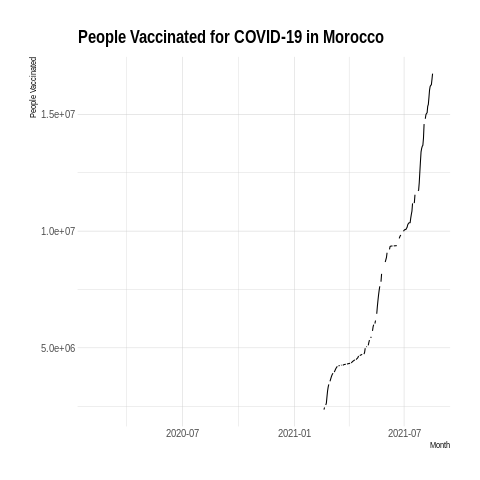 People Vaccinated for COVID-19 in Morocco
People Vaccinated
1.5e+07
1.0e+07
5.0e+06
2020-07 2021-01 2021-07
Month